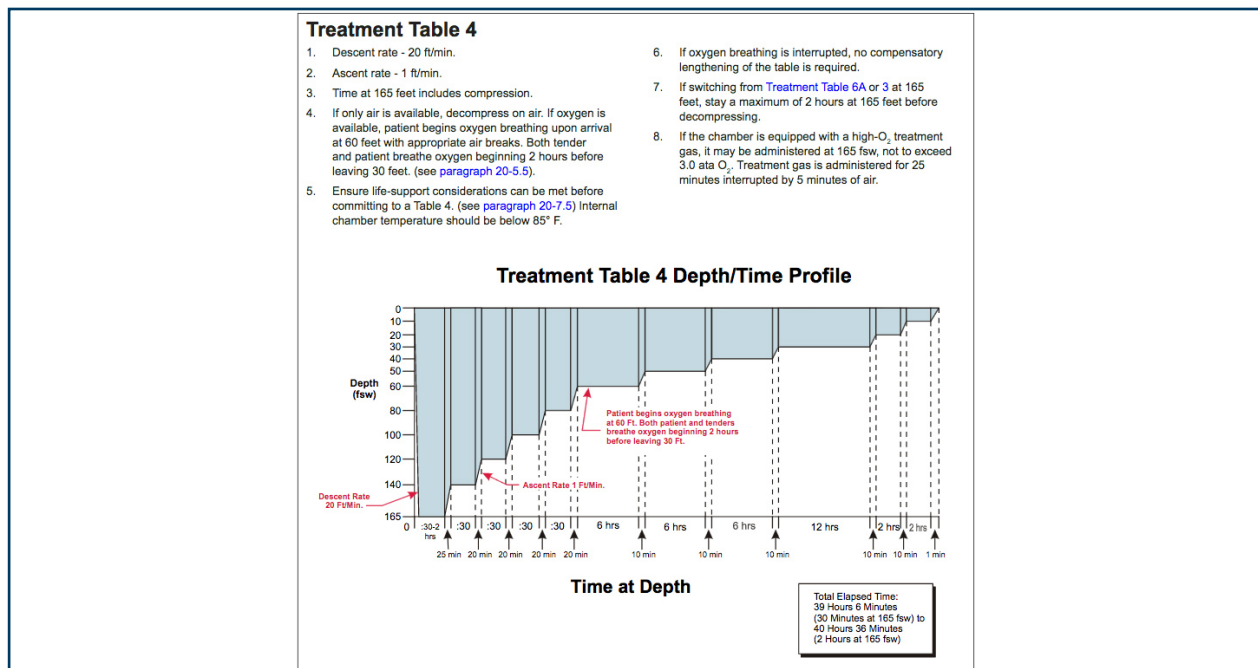 Treatment Table 4
1. Descent rate - 20 ft/min.
2. Ascent rate - 1 ft/min.
3. Time at 165 feet includes compression.
4. If only air is available, decompress on air. If oxygen is
available, patient begins oxygen breathing upon arrival
at 60 feet with appropriate air breaks. Both tender
and patient breathe oxygen beginning 2 hours before
leaving 30 feet. (see paragraph 20-5.5).
5. Ensure life-support considerations can be met before
committing to a Table 4. (see paragraph 20-7.5) Internal
chamber temperature should be below 85° F.
6. If oxygen breathing is interrupted, no compensatory
lengthening of the table is required.
7. If switching from Treatment Table 6A or 3 at 165
feet, stay a maximum of 2 hours at 165 feet before
decompressing.
8. If the chamber is equipped with a high-O2 treatment
gas, it may be administered at 165 fsw, not to exceed
3.0 ata O2. Treatment gas is administered for 25
minutes interrupted by 5 minutes of air.
Treatment Table 4 Depth/Time Profile
0
10
20
30
40
50
60
80
100
120
140
165
Depth
(fsw)
Patient begins oxygen breathing
at 60 Ft. Both patient and tenders
breathe oxygen beginning 2 hours
before leaving 30 Ft.
Ascent Rate 1 Ft/Min.
Descent Rate
20 Ft/Min.
0 :30-2 hrs :30 :30 :30 :30 6 hrs 6 hrs 6 hrs 12 hrs 2 hrs 2 hrs
25 min 20 min 20 min 20 min 20 min 10 min 10 min 10 min 10 min 10 min 1 min
Time at Depth
Total Elapsed Time:
39 Hours 6 Minutes
(30 Minutes at 165 fsw) to
40 Hours 36 Minutes
(2 Hours at 165 fsw)